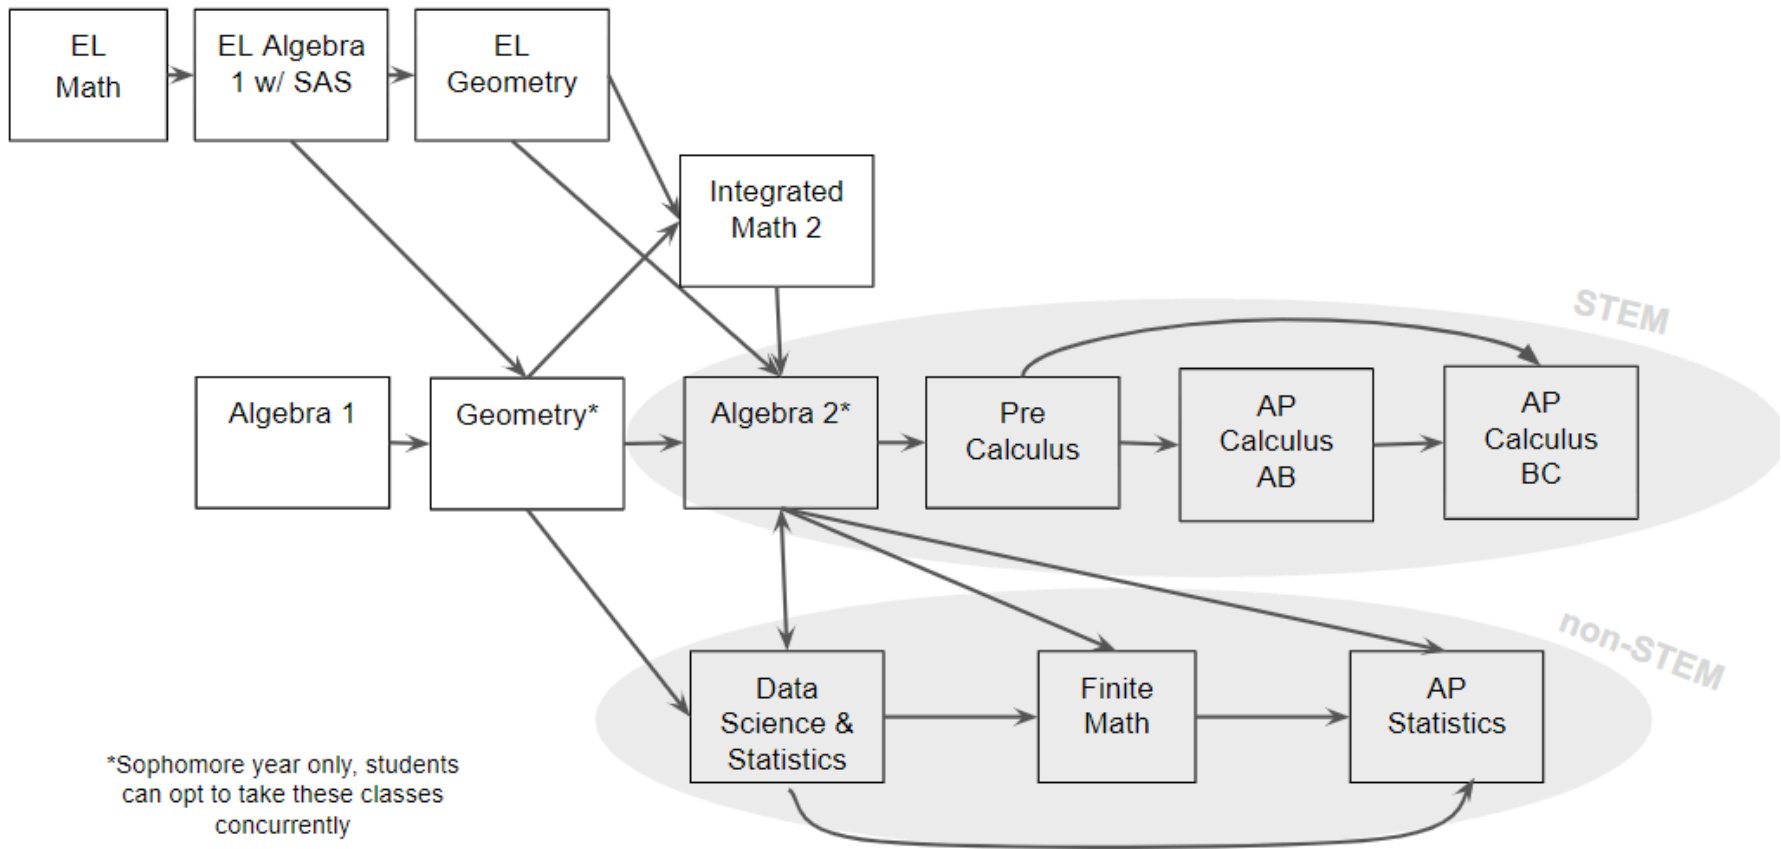 EL
Math
EL Algebra
1 w/ SAS
EL
Geometry
Integrated
Math 2
STEM
Algebra 1
Geometry*
Algebra 2*
Pre
Calculus
AP
Calculus
AB
AP
Calculus
BC
non-STEM
Data
Science &
Statistics
Finite
Math
AP
Statistics
*Sophomore year only, students
can opt to take these classes
concurrently